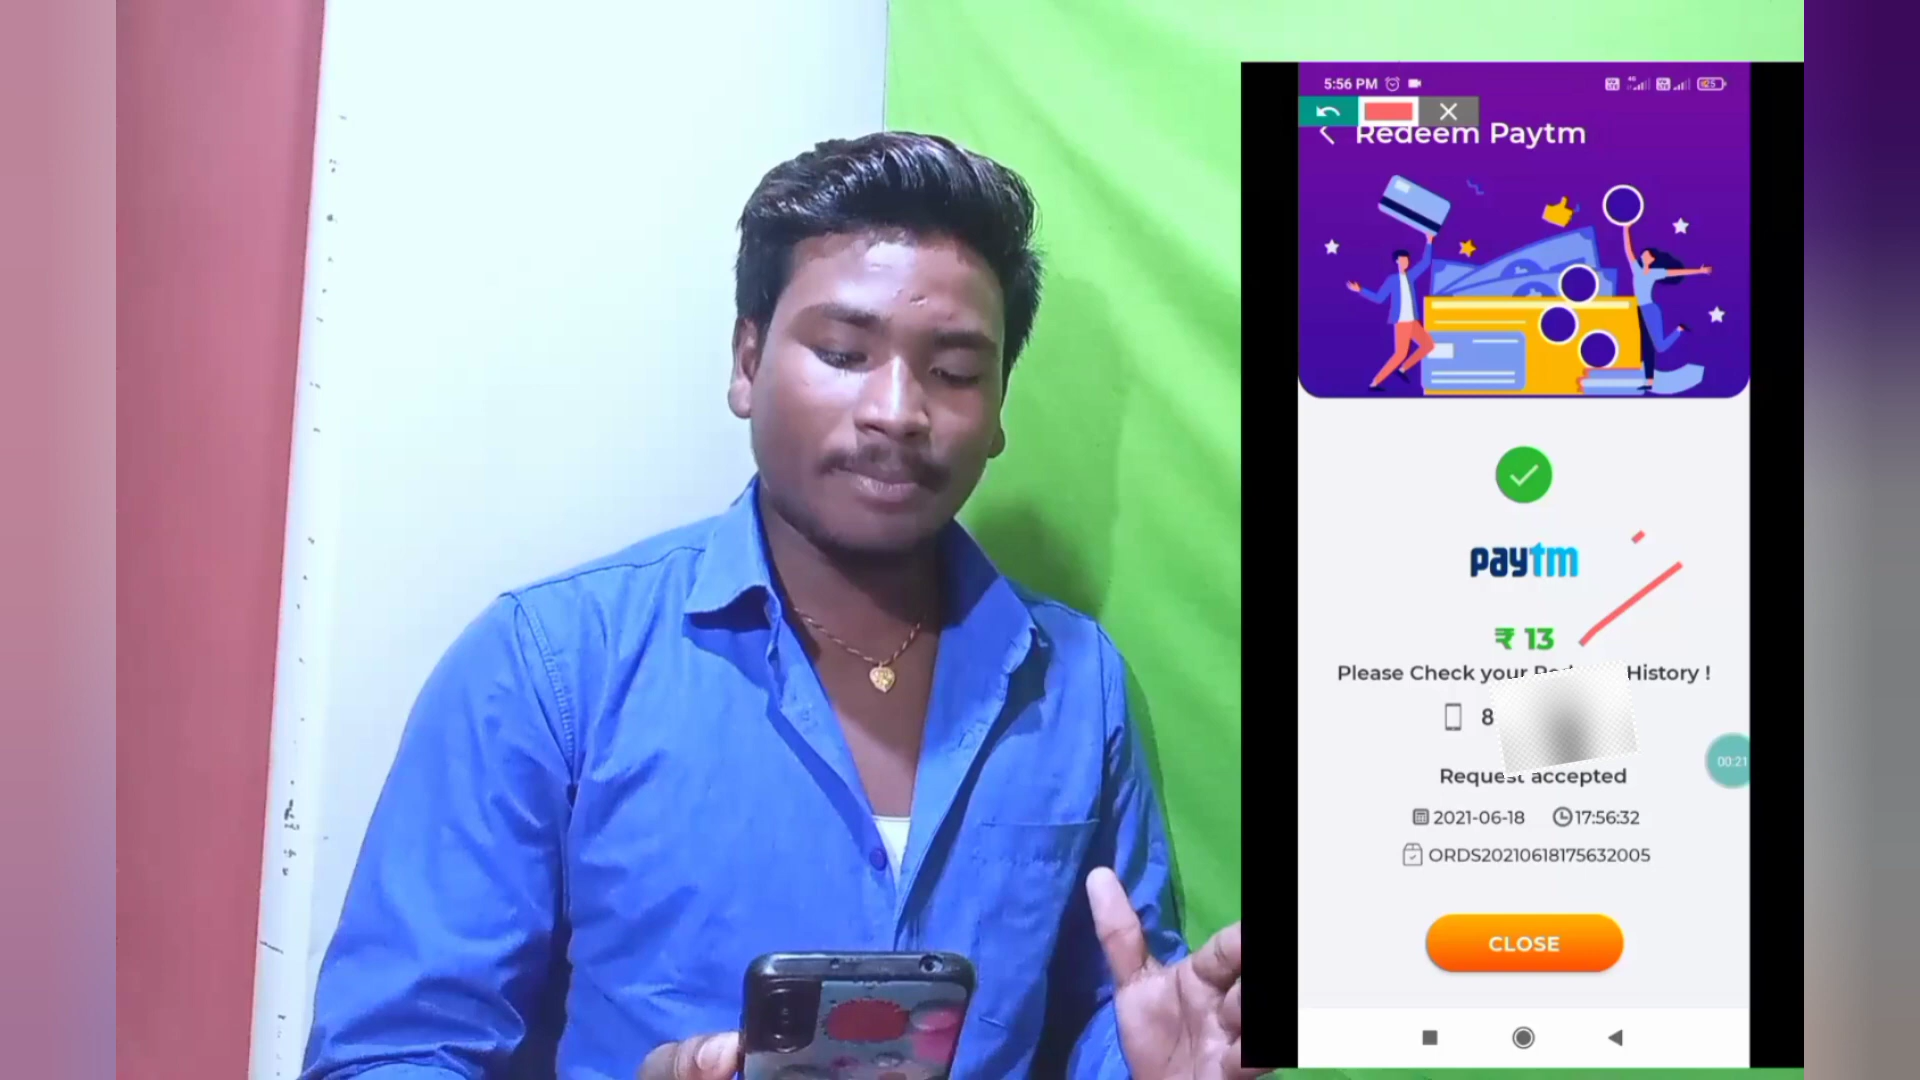 5:56 PM
Redeem Paytm
paytm
₹ 13
Please Check your History !
8
Request accepted
00:21
2021-06-18 17:56:32
ORDS20210618175632005
CLOSE